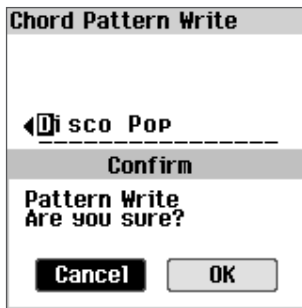 Chord Pattern Write
Disco Pop
Confirm
Pattern Write
Are you sure?
Cancel OK